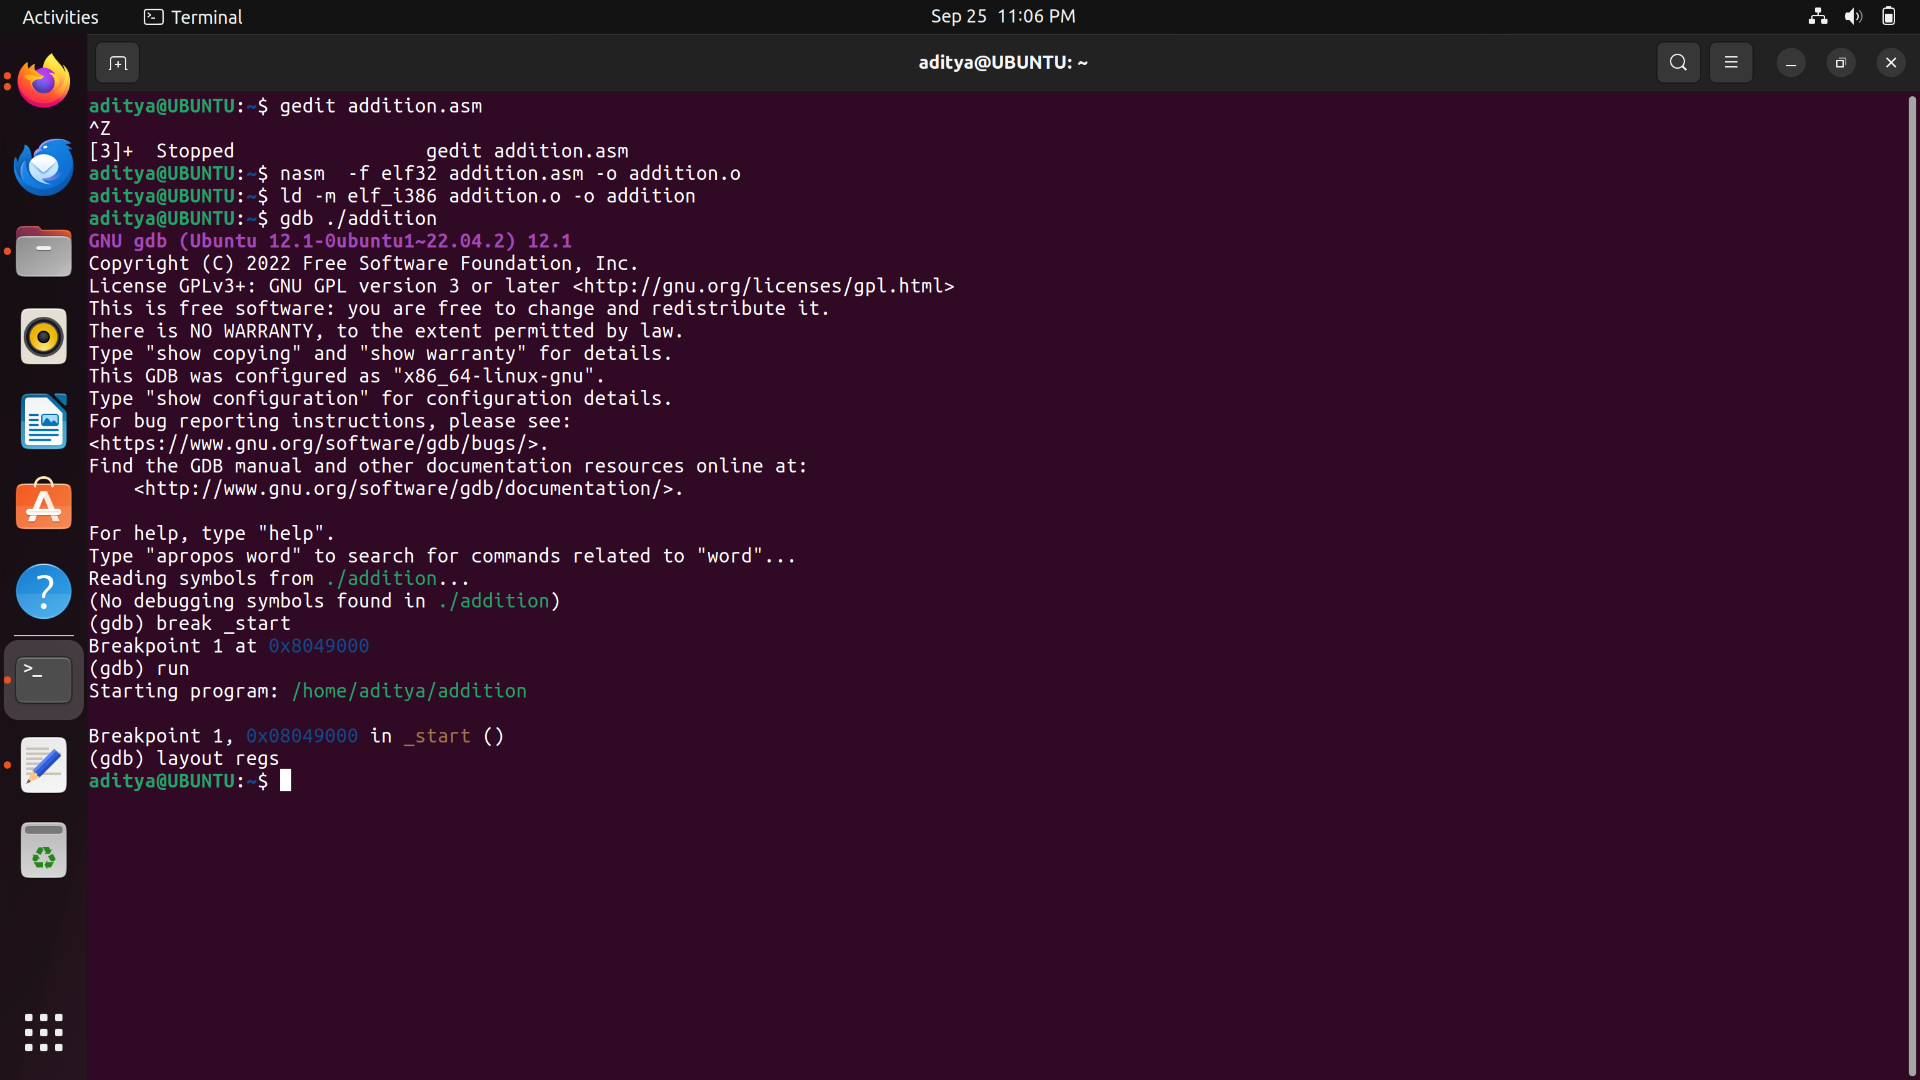 Activities Terminal Sep 25 11:06 PM
aditya@UBUNTU: ~
aditya@UBUNTU:~$ gedit addition.asm
^Z
[3]+  Stopped                 gedit addition.asm
aditya@UBUNTU:~$ nasm  -f elf32 addition.asm -o addition.o
aditya@UBUNTU:~$ ld -m elf_i386 addition.o -o addition
aditya@UBUNTU:~$ gdb ./addition
GNU gdb (Ubuntu 12.1-0ubuntu1~22.04.2) 12.1
Copyright (C) 2022 Free Software Foundation, Inc.
License GPLv3+: GNU GPL version 3 or later <http://gnu.org/licenses/gpl.html>
This is free software: you are free to change and redistribute it.
There is NO WARRANTY, to the extent permitted by law.
Type "show copying" and "show warranty" for details.
This GDB was configured as "x86_64-linux-gnu".
Type "show configuration" for configuration details.
For bug reporting instructions, please see:
<https://www.gnu.org/software/gdb/bugs/>.
Find the GDB manual and other documentation resources online at:
    <http://www.gnu.org/software/gdb/documentation/>.

For help, type "help".
Type "apropos word" to search for commands related to "word"...
Reading symbols from ./addition...
(No debugging symbols found in ./addition)
(gdb) break _start
Breakpoint 1 at 0x8049000
(gdb) run
Starting program: /home/aditya/addition

Breakpoint 1, 0x08049000 in _start ()
(gdb) layout regs
aditya@UBUNTU:~$